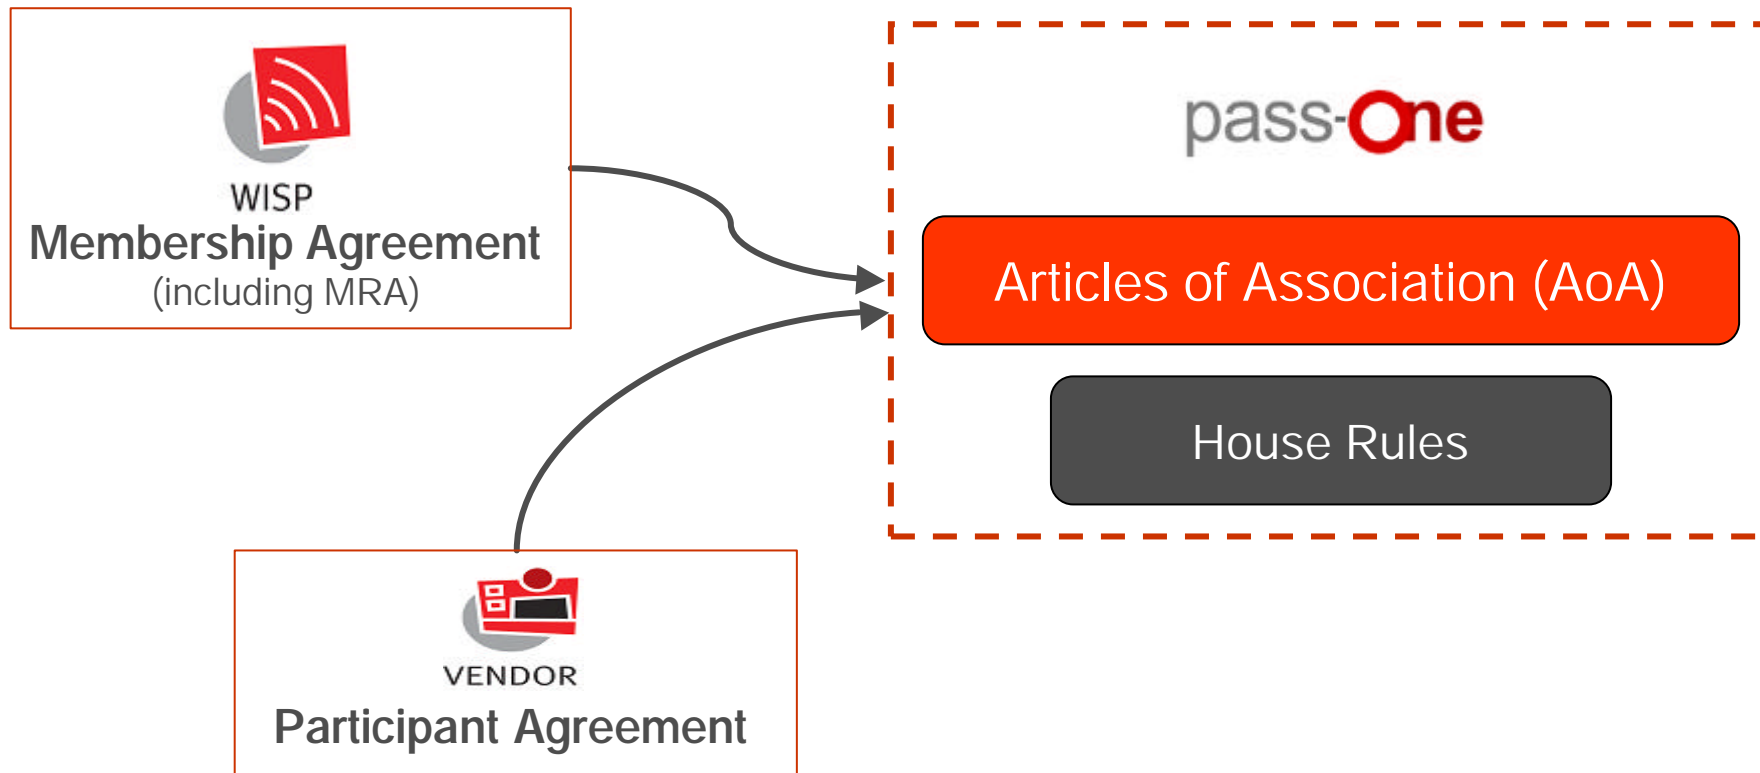 WISP
Membership Agreement
(including MRA)
pass-One
Articles of Association (AoA)
House Rules
VENDOR
Participant Agreement